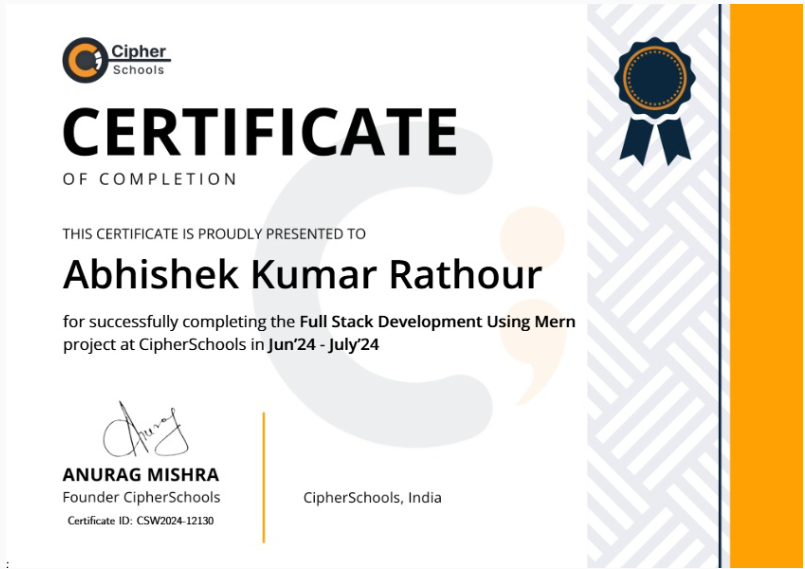 Cipher
Schools
CERTIFICATE
OF COMPLETION
THIS CERTIFICATE IS PROUDLY PRESENTED TO
Abhishek Kumar Rathour
for successfully completing the Full Stack Development Using Mern
project at CipherSchools in Jun'24 - July'24
Anurag
ANURAG MISHRA
Founder CipherSchools
Certificate ID: CSW2024-12130
CipherSchools, India